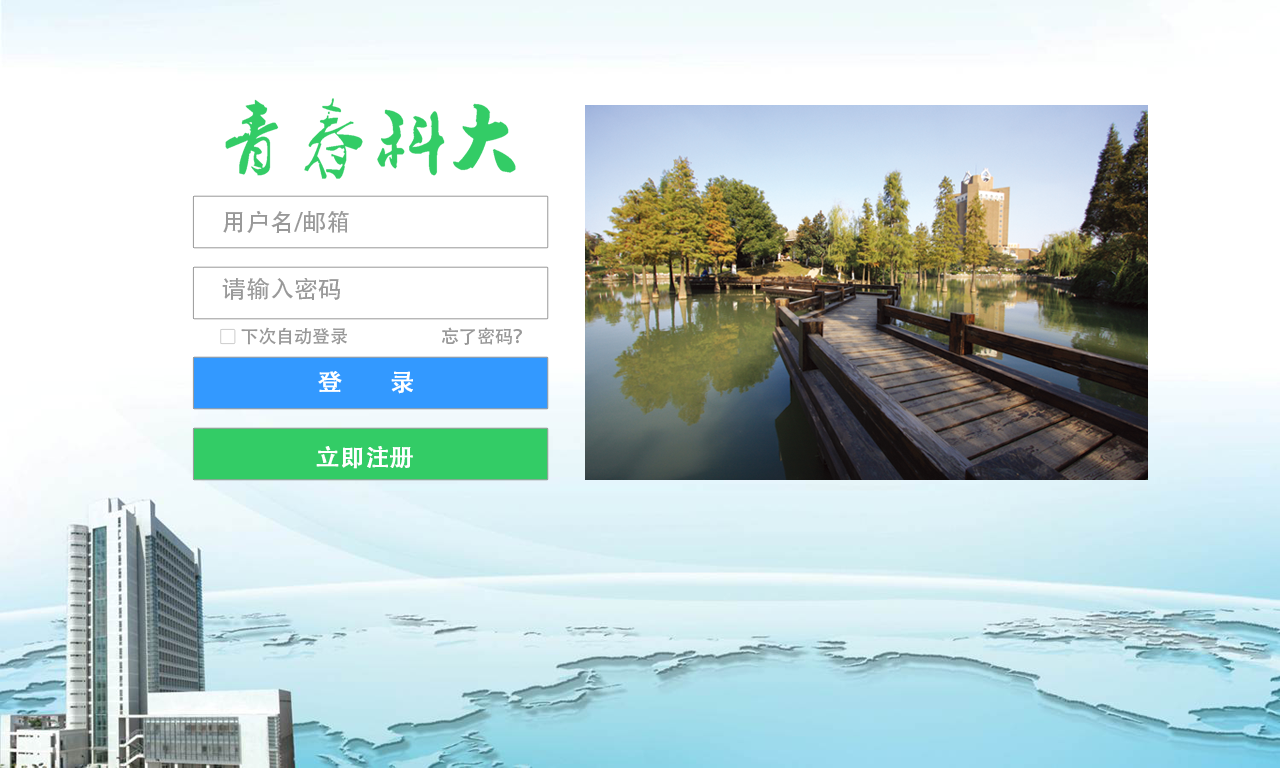 青春科大
用户名/邮箱
请输入密码
下次自动登录 忘了密码?
登 录
立即注册